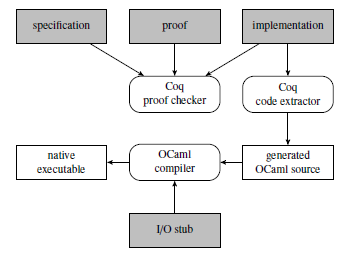 specification
proof
implementation
Coq
proof checker
Coq
code extractor
native
executable
OCaml
compiler
generated
OCaml source
I/O stub